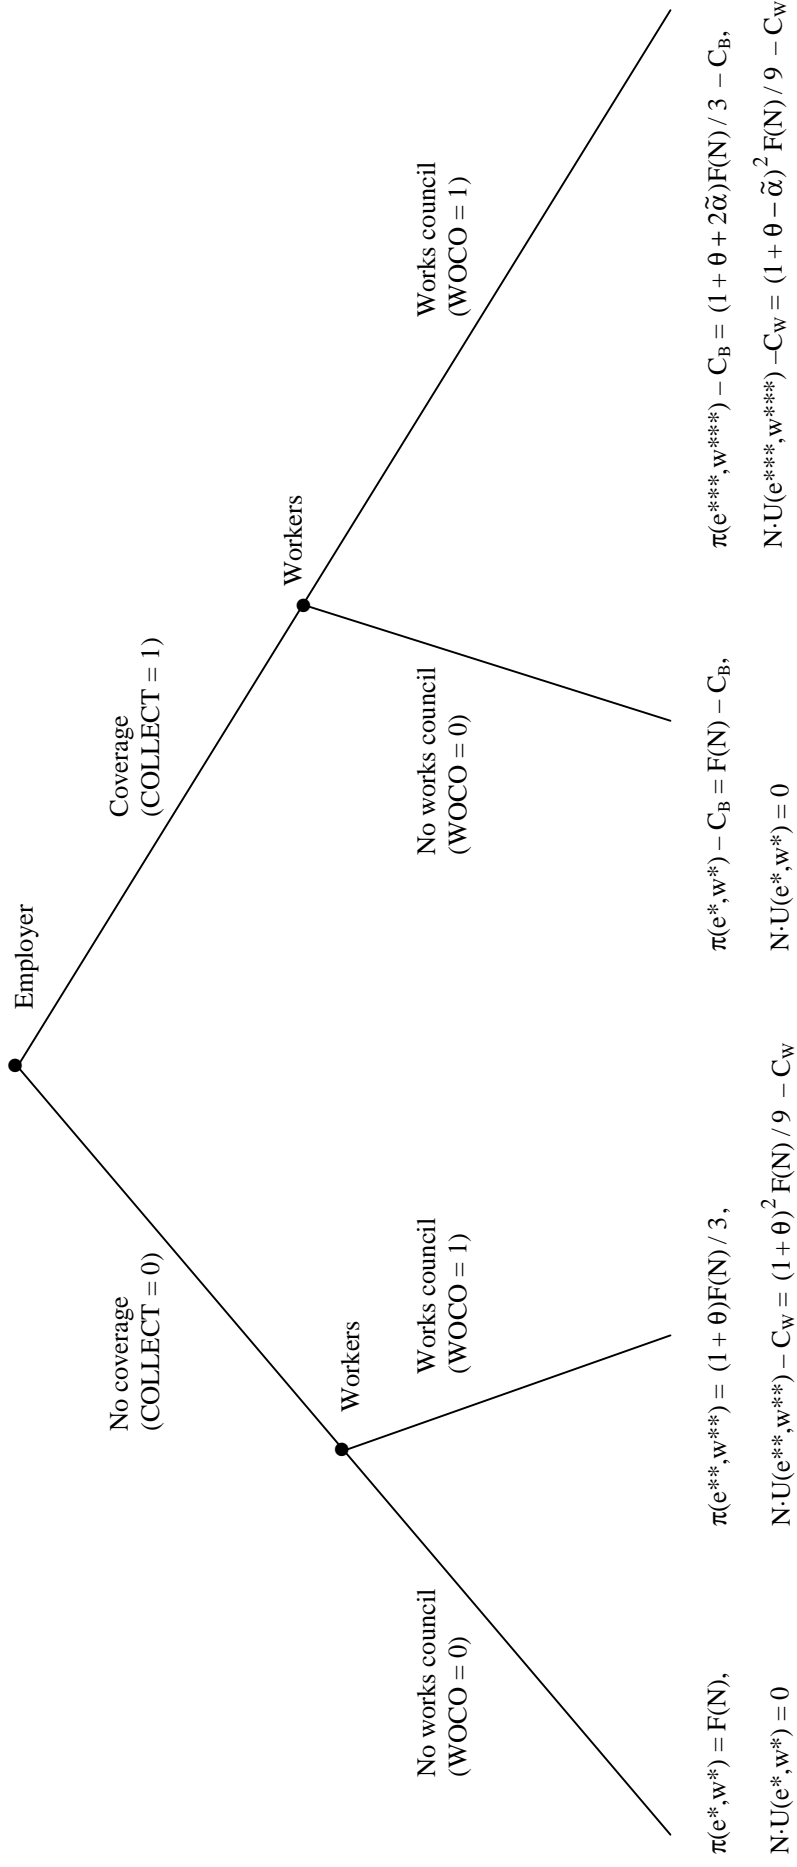 Employer
No coverage
(COLLECT = 0)
Coverage
(COLLECT = 1)
Workers
Workers
No works council
(WOCO = 0)
Works council
(WOCO = 1)
No works council
(WOCO = 0)
Works council
(WOCO = 1)
π(e*,w*) = F(N),
N·U(e*,w*) = 0
π(e**,w**) = (1 + θ)F(N) / 3,
N·U(e**,w**) − C_W = (1 + θ)² F(N) / 9 − C_W
π(e*,w*) − C_B = F(N) − C_B,
N·U(e*,w*) = 0
π(e***,w***) − C_B = (1 + θ + 2α̃)F(N) / 3 − C_B,
N·U(e***,w***) −C_W = (1 + θ − α̃)² F(N) / 9 − C_W